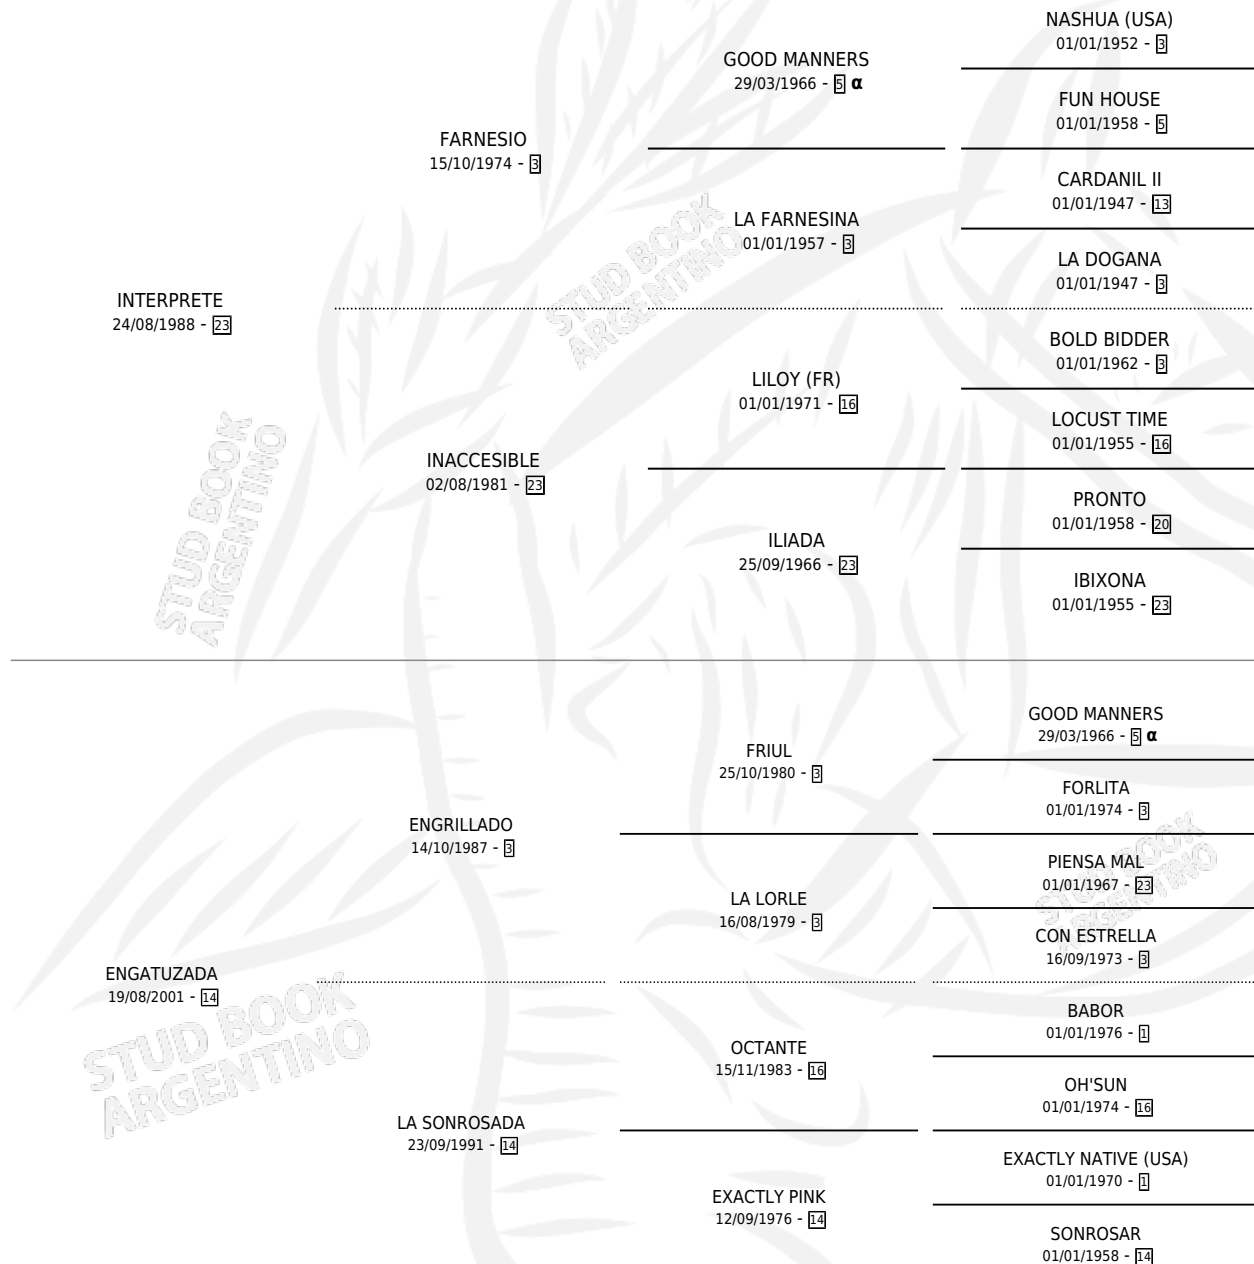 NASHUA (USA)
01/01/1952 - 3
GOOD MANNERS
29/03/1966 - 5 α
FUN HOUSE
01/01/1958 - 5
FARNESIO
15/10/1974 - 3
CARDANIL II
01/01/1947 - 13
LA FARNESINA
01/01/1957 - 3
LA DOGANA
01/01/1947 - 3
INTERPRETE
24/08/1988 - 23
BOLD BIDDER
01/01/1962 - 3
LILOY (FR)
01/01/1971 - 16
LOCUST TIME
01/01/1955 - 16
INACCESIBLE
02/08/1981 - 23
PRONTO
01/01/1958 - 20
ILIADA
25/09/1966 - 23
IBIXONA
01/01/1955 - 23
STUD BOOK
ARGENTINO
STUD BOOK
ARGENTINO
GOOD MANNERS
29/03/1966 - 5 α
FRIUL
25/10/1980 - 3
FORLITA
01/01/1974 - 3
ENGRILLADO
14/10/1987 - 3
PIENSA MAL
01/01/1967 - 23
LA LORLE
16/08/1979 - 3
CON ESTRELLA
16/09/1973 - 3
ENGATUZADA
19/08/2001 - 14
BABOR
01/01/1976 - 1
OCTANTE
15/11/1983 - 16
OH'SUN
01/01/1974 - 16
LA SONROSADA
23/09/1991 - 14
EXACTLY NATIVE (USA)
01/01/1970 - 1
EXACTLY PINK
12/09/1976 - 14
SONROSAR
01/01/1958 - 14
STUD BOOK
ARGENTINO
STUD BOOK
ARGENTINO